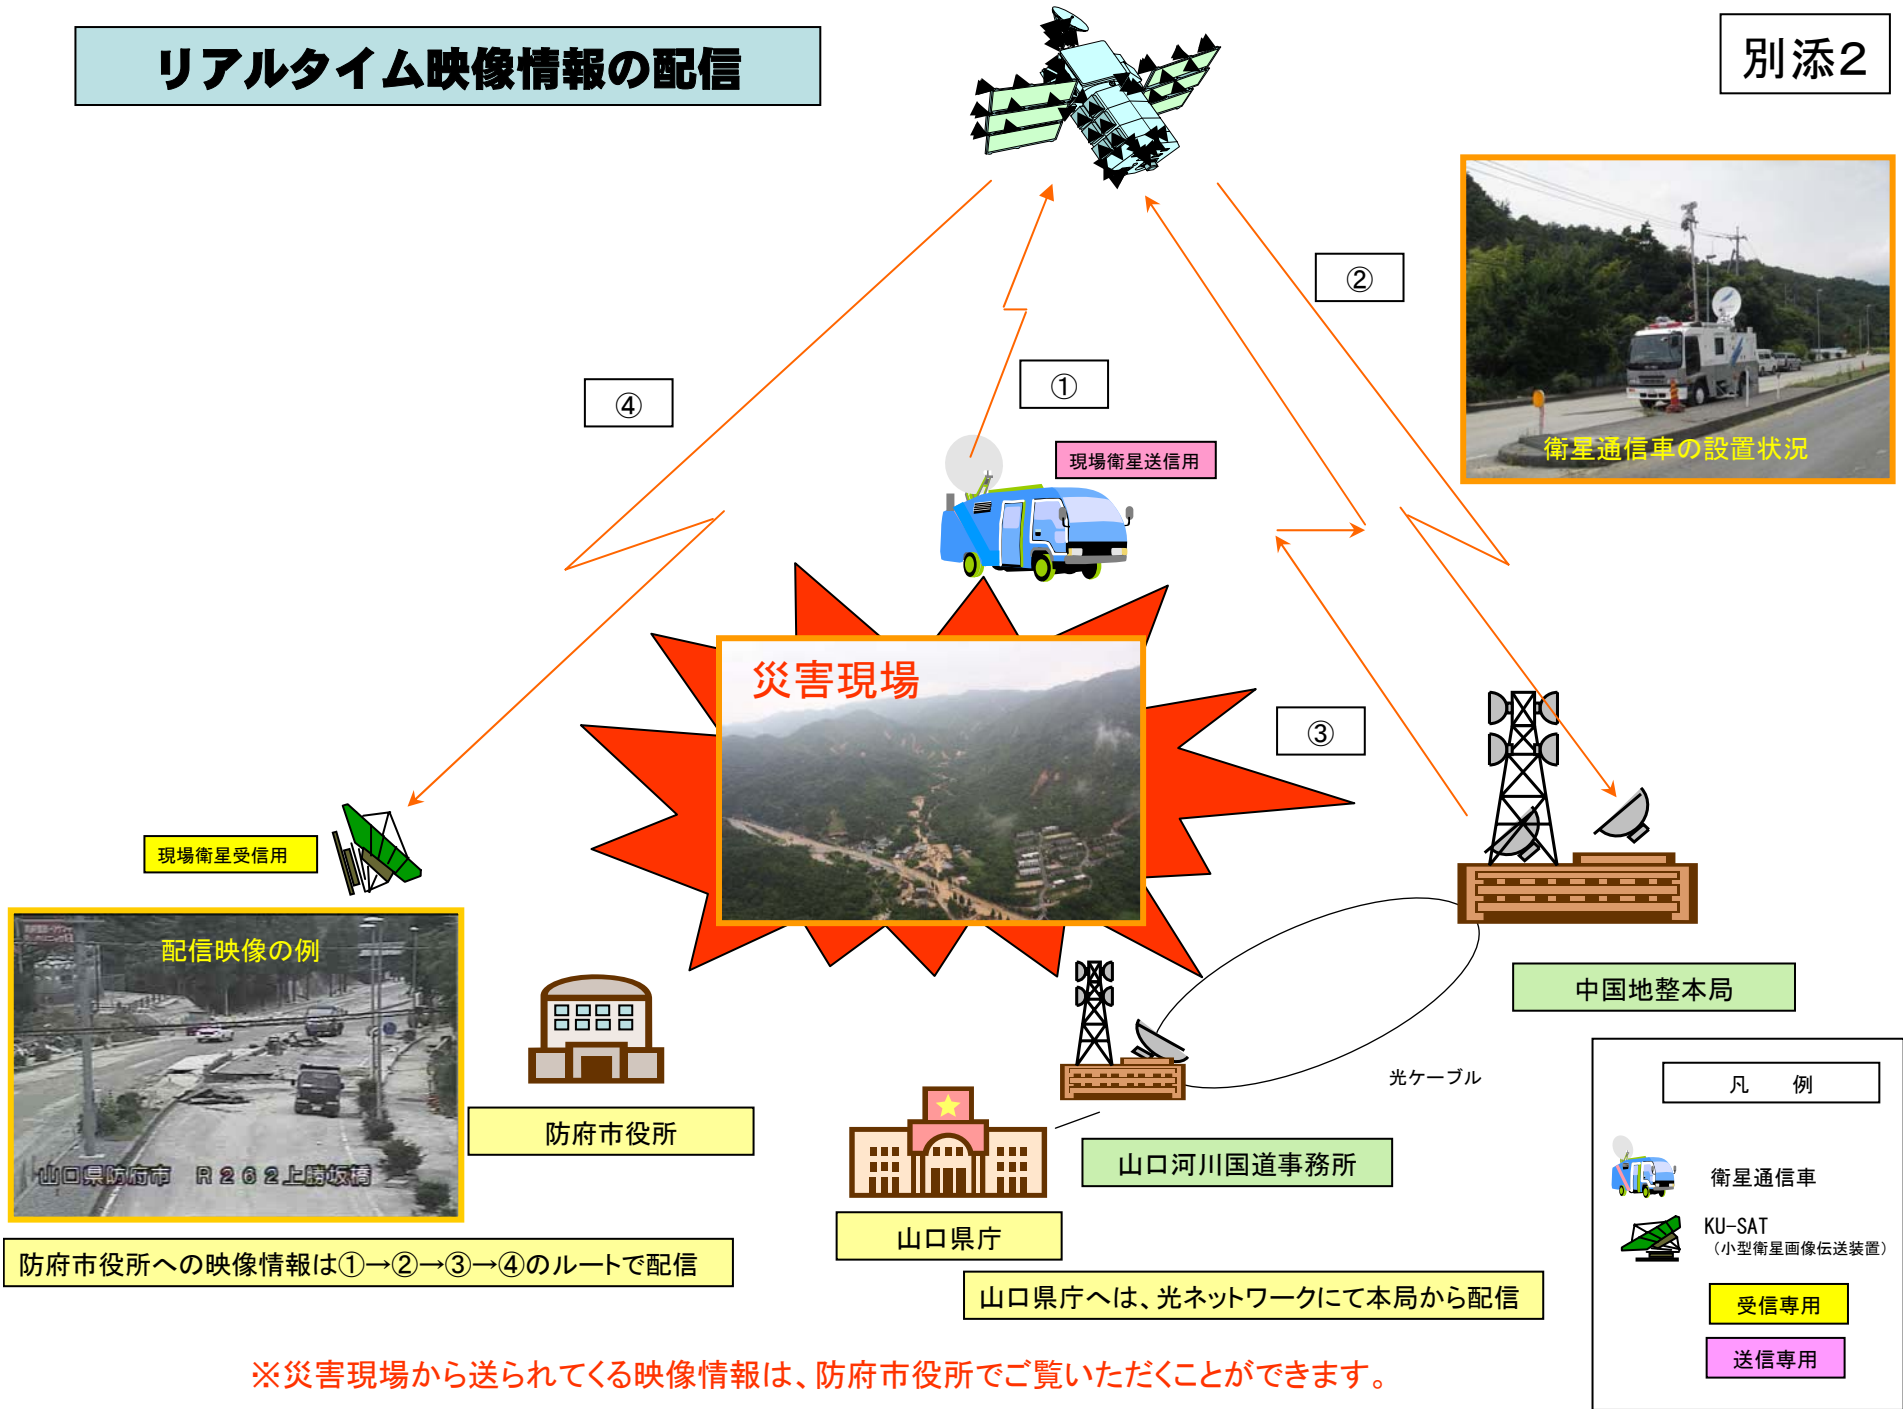 リアルタイム映像情報の配信
別添2
②
①
④
現場衛星送信用
衛星通信車の設置状況
災害現場
③
現場衛星受信用
配信映像の例
山口県防府市 R262上勝坂橋
中国地整本局
光ケーブル
防府市役所
山口河川国道事務所
山口県庁
防府市役所への映像情報は①→②→③→④のルートで配信
山口県庁へは、光ネットワークにて本局から配信
凡 例
衛星通信車
KU-SAT
(小型衛星画像伝送装置)
受信専用
送信専用
※災害現場から送られてくる映像情報は、防府市役所でご覧いただくことができます。